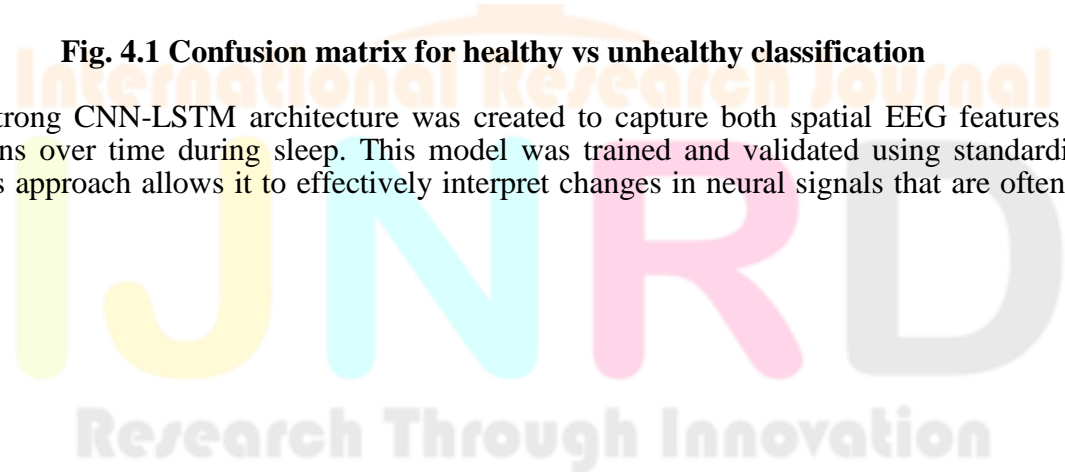 Fig. 4.1 Confusion matrix for healthy vs unhealthy classification
International Research Journal
trong CNN-LSTM architecture was created to capture both spatial EEG features
ns over time during sleep. This model was trained and validated using standardi
s approach allows it to effectively interpret changes in neural signals that are often
IJNRD
Research Through Innovation